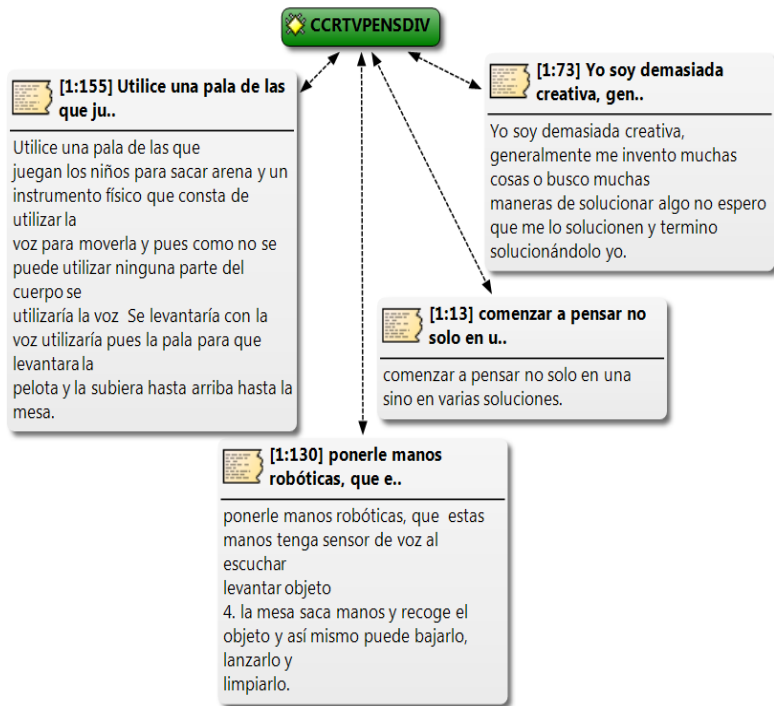 CCRTVPENSDIV
[1:155] Utilice una pala de las
que ju..
Utilice una pala de las que
juegan los niños para sacar arena y un
instrumento físico que consta de
utilizar la
voz para moverla y pues como no se
puede utilizar ninguna parte del
cuerpo se
utilizaría la voz Se levantaría con la
voz utilizaría pues la pala para que
levantara la
pelota y la subiera hasta arriba hasta la
mesa.
[1:73] Yo soy demasiada
creativa, gen..
Yo soy demasiada creativa,
generalmente me invento muchas
cosas o busco muchas
maneras de solucionar algo no espero
que me lo solucionen y termino
solucionándolo yo.
[1:13] comenzar a pensar no
solo en u..
comenzar a pensar no solo en una
sino en varias soluciones.
[1:130] ponerle manos
robóticas, que e..
ponerle manos robóticas, que estas
manos tenga sensor de voz al
escuchar
levantar objeto
4. la mesa saca manos y recoge el
objeto y así mismo puede bajarlo,
lanzarlo y
limpiarlo.